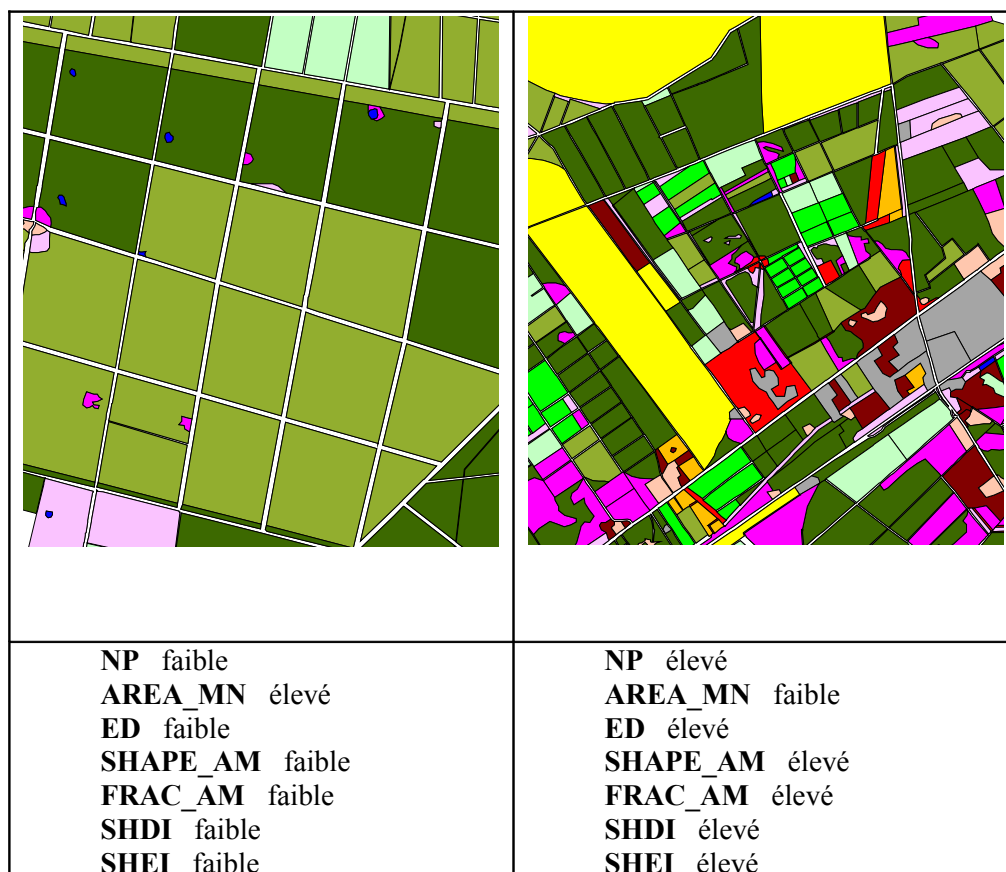 NP faible
AREA_MN élevé
ED faible
SHAPE_AM faible
FRAC_AM faible
SHDI faible
SHEI faible
NP élevé
AREA_MN faible
ED élevé
SHAPE_AM élevé
FRAC_AM élevé
SHDI élevé
SHEI élevé